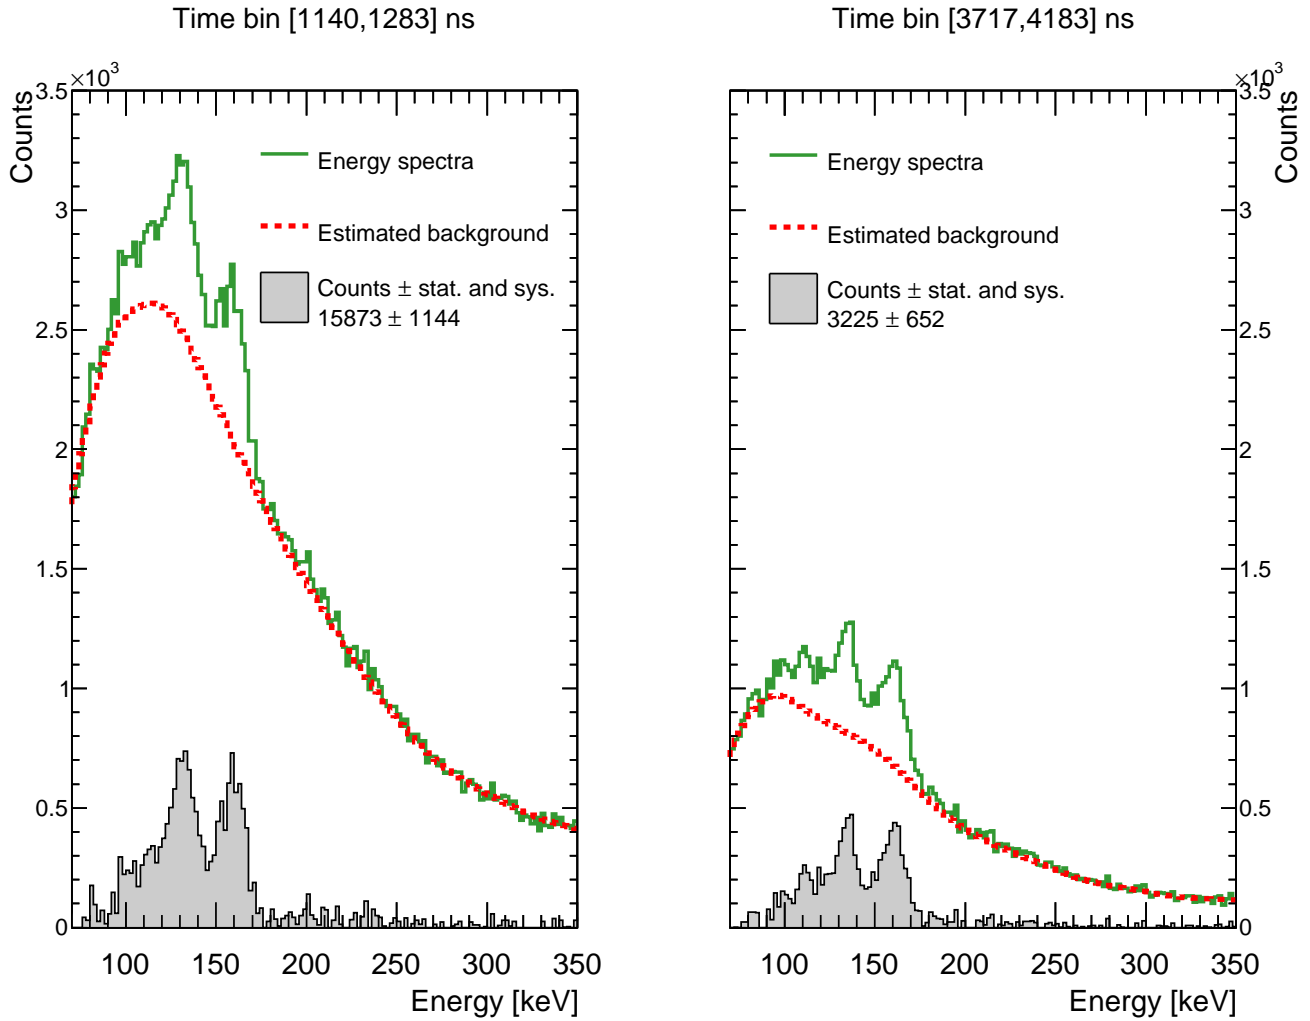 Time bin [1140,1283] ns
×10³
3.5
3
2.5
2
1.5
1
0.5
0
Counts
Energy spectra
Estimated background
Counts ± stat. and sys.
15873 ± 1144
100 150 200 250 300 350
Energy [keV]
Time bin [3717,4183] ns
×10³
3.5
3
2.5
2
1.5
1
0.5
0
Counts
Energy spectra
Estimated background
Counts ± stat. and sys.
3225 ± 652
100 150 200 250 300 350
Energy [keV]